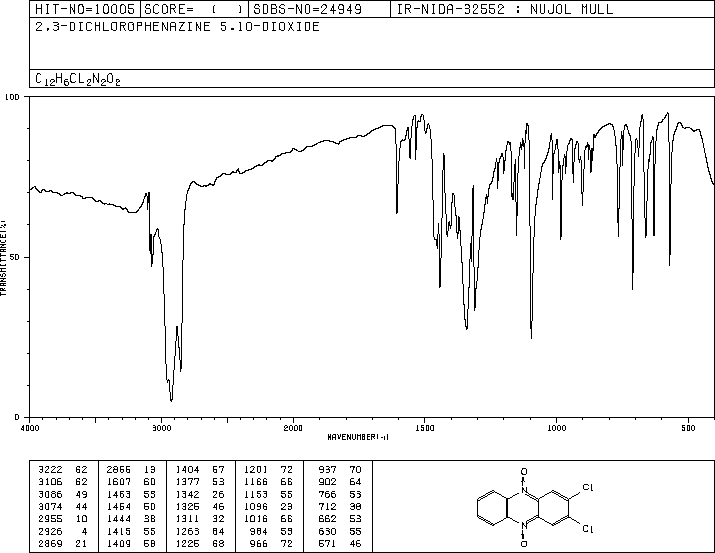 HIT-NO=10005 SCORE= ( ) SDBS-NO=24949 IR-NIDA-32552 : NUJOL MULL
2,3-DICHLOROPHENAZINE 5,10-DIOXIDE
C12H6CL2N2O2
100
50
0
TRANSMITTANCE(%)
4000 3000 2000 1500 1000 500
WAVENUMBER(-1)
3222 62 2866 13 1404 57 1201 72 937 70
3106 62 1607 60 1377 53 1166 66 902 64
3086 49 1463 55 1342 26 1153 55 766 53
3074 44 1454 50 1325 46 1096 23 712 38
2955 10 1444 38 1311 32 1016 66 662 53
2926 4 1415 55 1263 84 984 53 630 55
2869 21 1409 58 1225 68 966 72 571 46
O
N
N
O
Cl
Cl